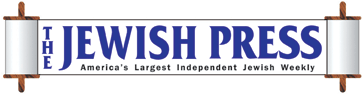 THE JEWISH PRESS
America's Largest Independent Jewish Weekly